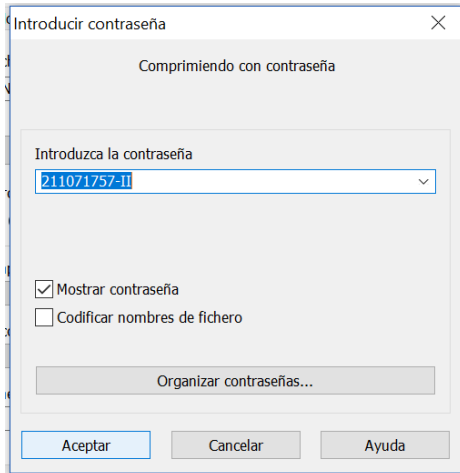 Introducir contraseña
Comprimiendo con contraseña
Introduzca la contraseña
211071757-II
Mostrar contraseña
Codificar nombres de fichero
Organizar contraseñas...
Aceptar
Cancelar
Ayuda